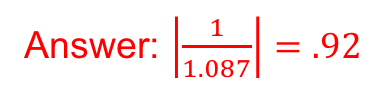 Answer: |1/1.087| = .92